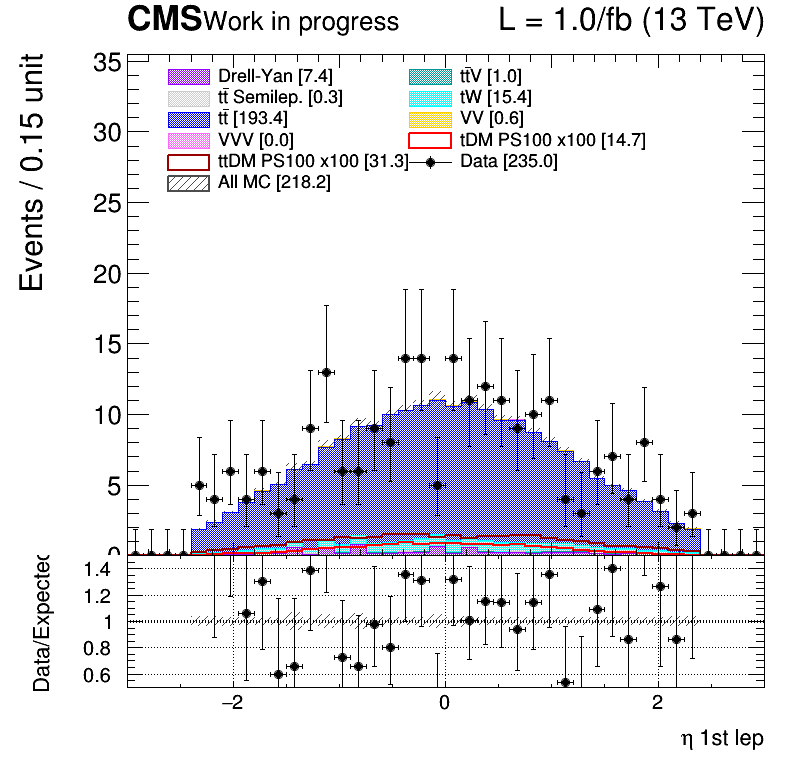 CMS Work in progress L = 1.0/fb (13 TeV)
Events / 0.15 unit
35
30
25
20
15
10
5
0
Drell-Yan [7.4] tt̄V [1.0]
tt̄ Semilep. [0.3] tW [15.4]
tt̄ [193.4] VV [0.6]
VVV [0.0] tDM PS100 x100 [14.7]
ttDM PS100 x100 [31.3] Data [235.0]
All MC [218.2]
Data/Expected
1.4
1.2
1
0.8
0.6
−2 0 2
η 1st lep